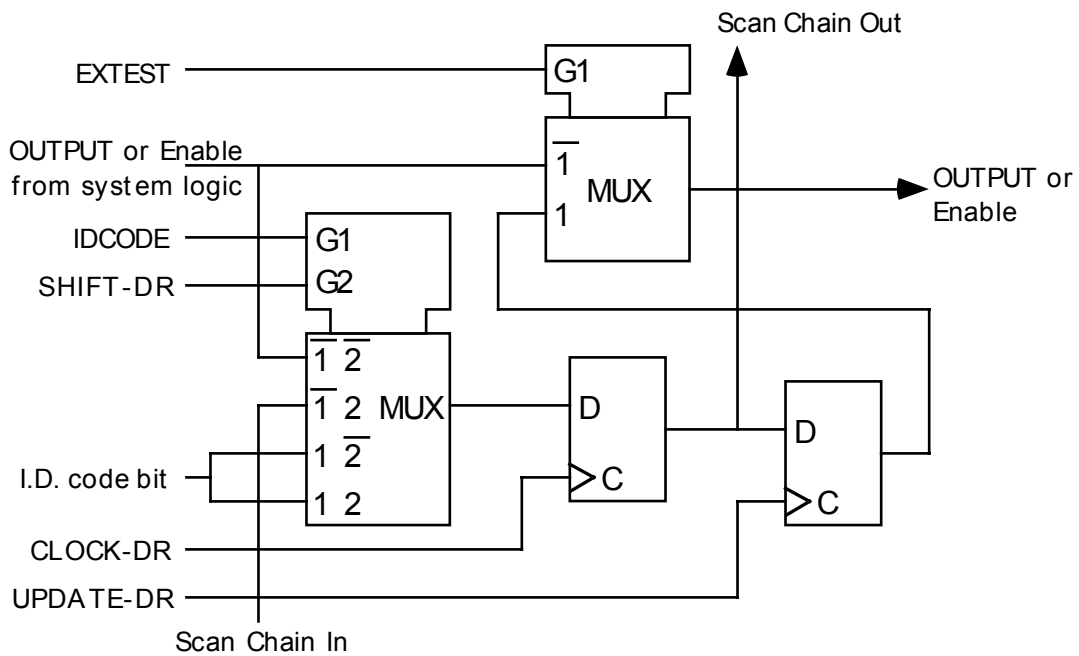 Scan Chain Out
EXTEST
G1
OUTPUT or Enable
from system logic
1
MUX
1
OUTPUT or
Enable
IDCODE
G1
SHIFT-DR
G2
1 2
1 2 MUX
1 2
1 2
D
C
D
C
I.D. code bit
CLOCK-DR
UPDATE-DR
Scan Chain In